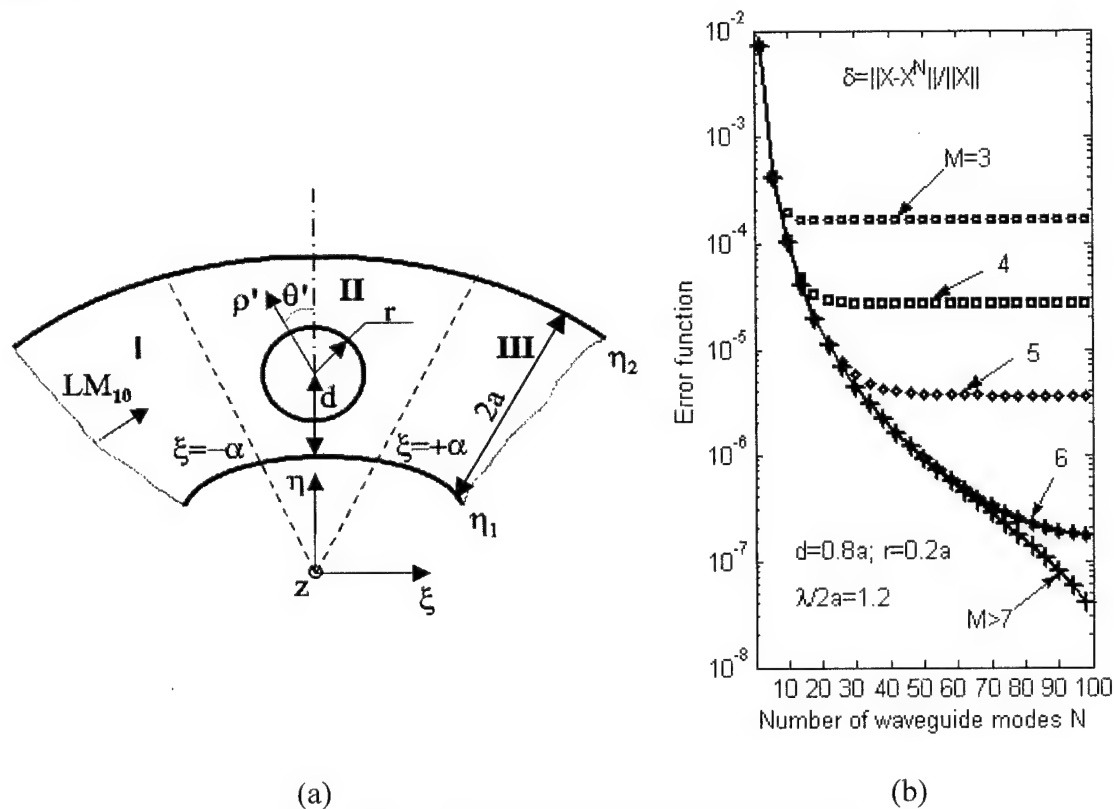 ρ'
θ'
II
r
I
III
η₂
LM₁₀
d
2a
ξ=−α
ξ=+α
η
η₁
z
ξ
(a)
10⁻²
10⁻³
10⁻⁴
10⁻⁵
10⁻⁶
10⁻⁷
10⁻⁸
Error function
δ=||X-Xᴺ||/||X||
M=3
4
5
6
d=0.8a; r=0.2a
λ/2a=1.2
M>7
10 20 30 40 50 60 70 80 90 100
Number of waveguide modes N
(b)